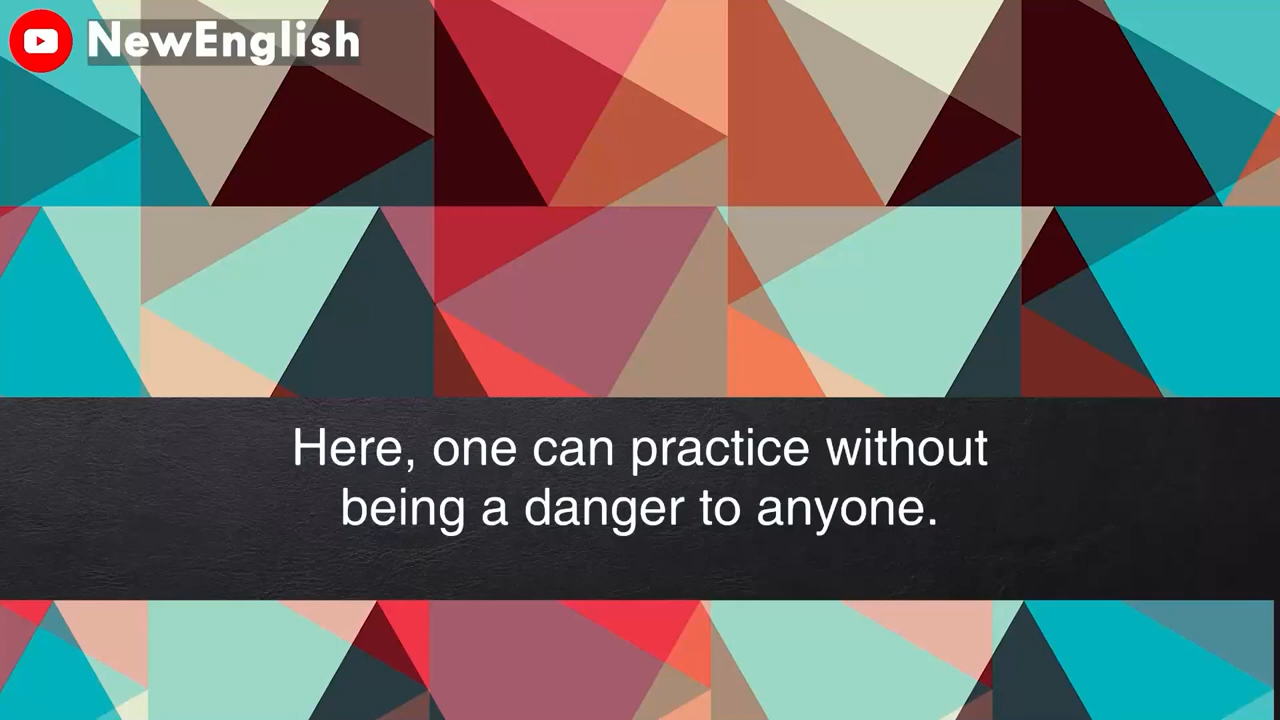 NewEnglish
Here, one can practice without
being a danger to anyone.